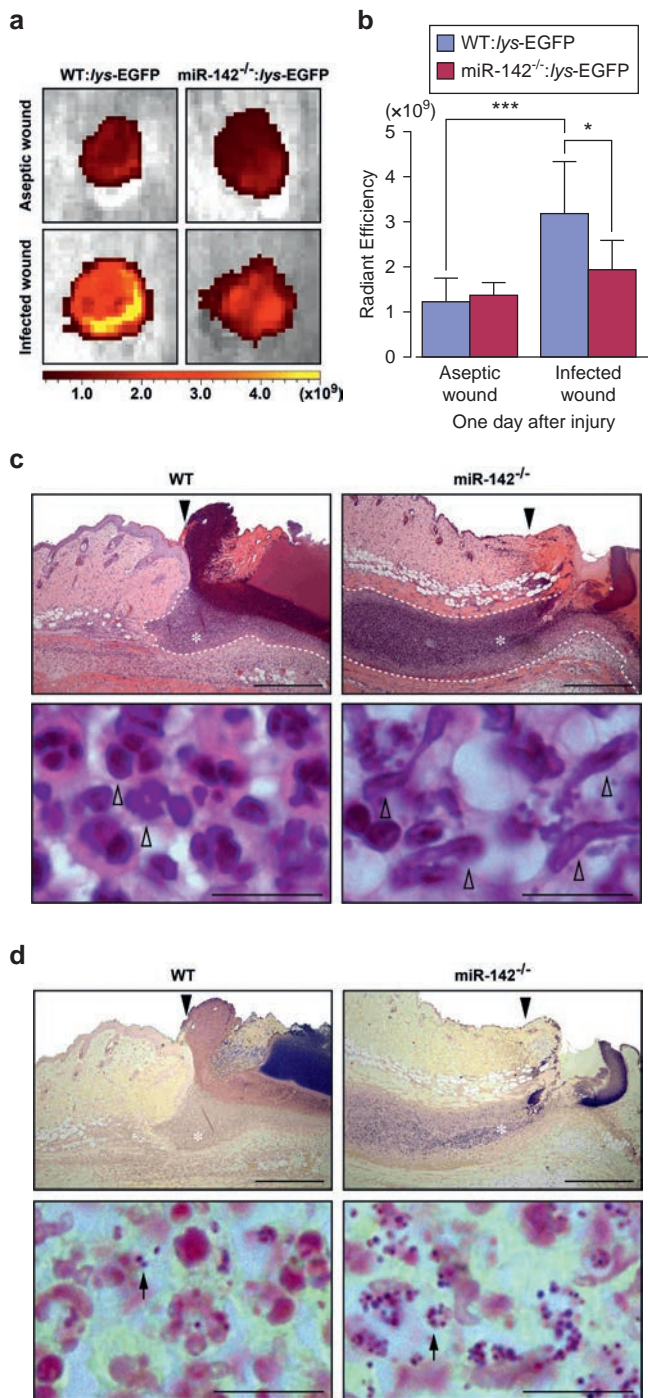 a
WT:lys-EGFP miR-142-/-:lys-EGFP
Aseptic wound
Infected wound
1.0 2.0 3.0 4.0 (x10⁹)
b
WT:lys-EGFP
miR-142-/-:lys-EGFP
(×10⁹)
*** 
*
5
4
3
2
1
0
Radiant Efficiency
Aseptic wound
Infected wound
One day after injury
c
WT miR-142-/-
*
*
d
WT miR-142-/-
*
*